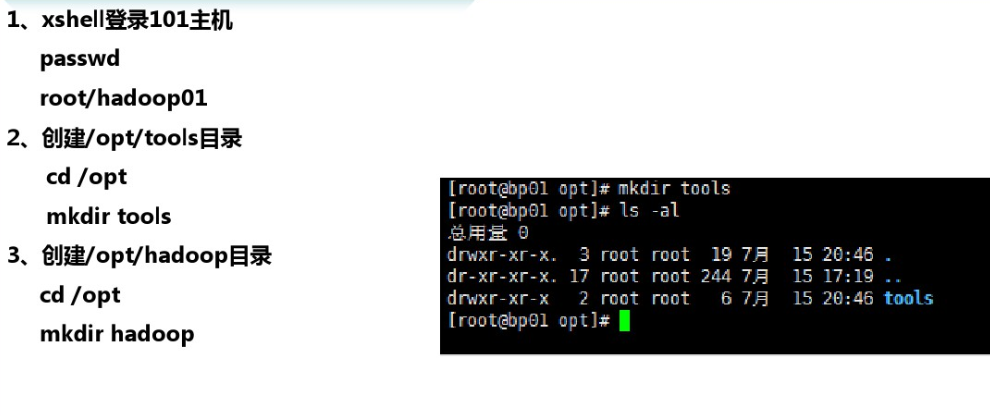 1、xshell登录101主机
passwd
root/hadoop01
2、创建/opt/tools目录
cd /opt
mkdir tools
3、创建/opt/hadoop目录
cd /opt
mkdir hadoop
[root@bp01 opt]# mkdir tools
[root@bp01 opt]# ls -al
总用量 0
drwxr-xr-x.  3 root root  19 7月  15 20:46 .
dr-xr-xr-x. 17 root root 244 7月  15 17:19 ..
drwxr-xr-x   2 root root   6 7月  15 20:46 tools
[root@bp01 opt]#